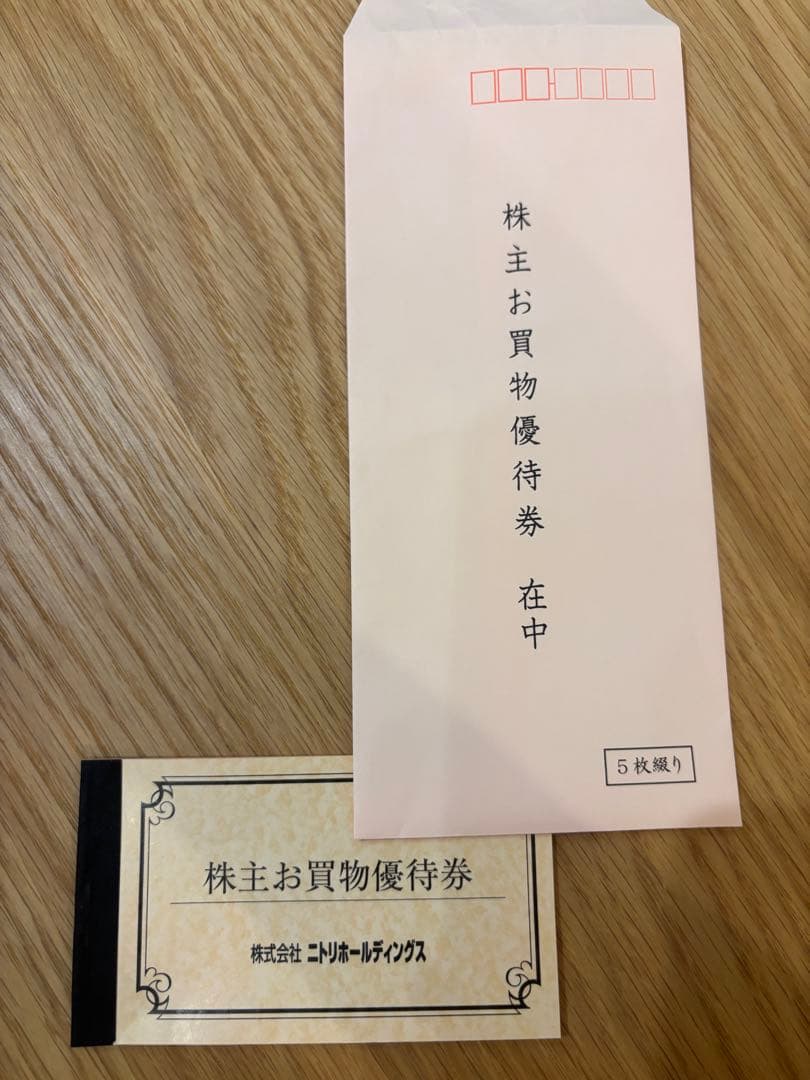 株主お買物優待券 在中
5枚綴り
株主お買物優待券
株式会社 ニトリホールディングス